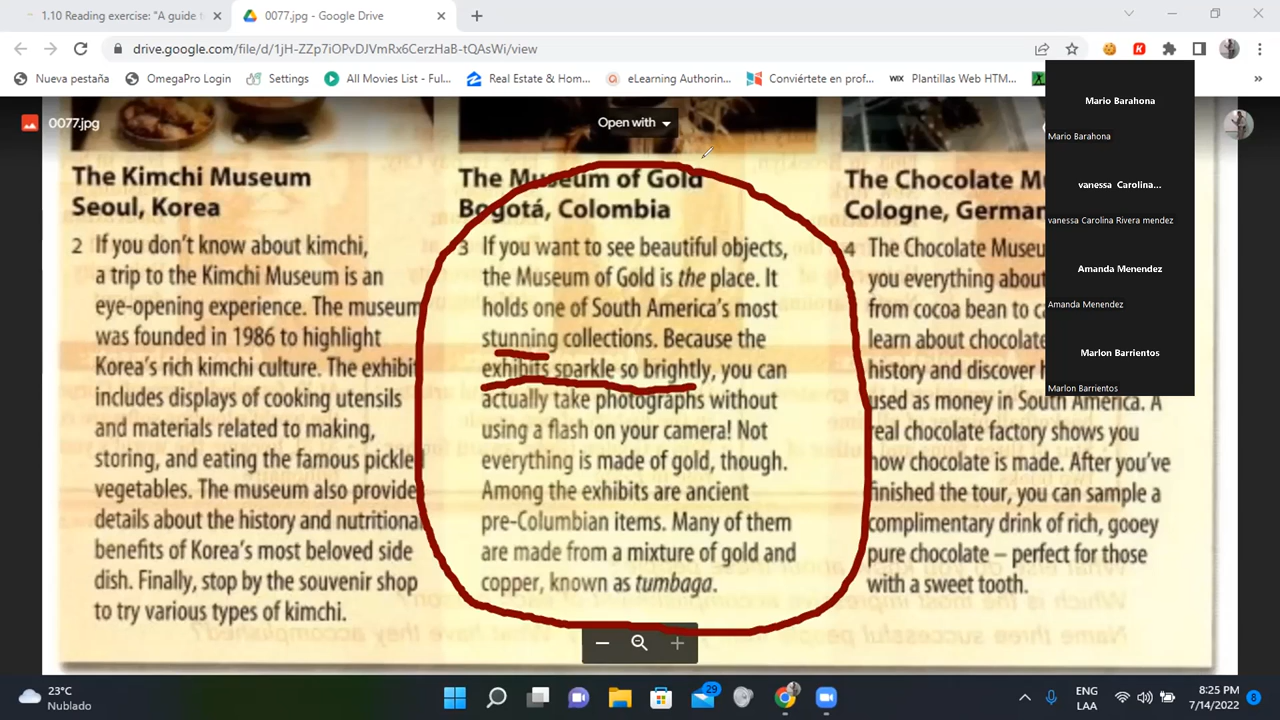 1.10 Reading exercise: "A guide
0077.jpg - Google Drive
drive.google.com/file/d/1jH-ZZp7iOPvDJVmRx6CerzHaB-tQAsWi/view
Nueva pestaña
OmegaPro Login
Settings
All Movies List - Ful...
Real Estate & Hom...
eLearning Authorin...
Conviértete en prof...
WIX Plantillas Web HTM...
0077.jpg
Open with
Mario Barahona
Mario Barahona
vanessa Carolina...
vanessa Carolina Rivera mendez
Amanda Menendez
Amanda Menendez
Marlon Barrientos
Marlon Barrientos
The Kimchi Museum
Seoul, Korea
2 If you don't know about kimchi,
a trip to the Kimchi Museum is an
eye-opening experience. The museum
was founded in 1986 to highlight
Korea's rich kimchi culture. The exhibit
includes displays of cooking utensils
and materials related to making,
storing, and eating the famous pickled
vegetables. The museum also provides
details about the history and nutritional
benefits of Korea's most beloved side
dish. Finally, stop by the souvenir shop
to try various types of kimchi.
The Museum of Gold
Bogotá, Colombia
3 If you want to see beautiful objects,
the Museum of Gold is the place. It
holds one of South America's most
stunning collections. Because the
exhibits sparkle so brightly, you can
actually take photographs without
using a flash on your camera! Not
everything is made of gold, though.
Among the exhibits are ancient
pre-Columbian items. Many of them
are made from a mixture of gold and
copper, known as tumbaga.
The Chocolate
Cologne, German
4 The Chocolate
you everything about
from cocoa bean to
learn about chocolate
history and discover
used as money in South America. A
real chocolate factory shows you
how chocolate is made. After you've
finished the tour, you can sample a
complimentary drink of rich, gooey
pure chocolate – perfect for those
with a sweet tooth.
23°C
Nublado
29
ENG
LAA
8:25 PM
7/14/2022
8